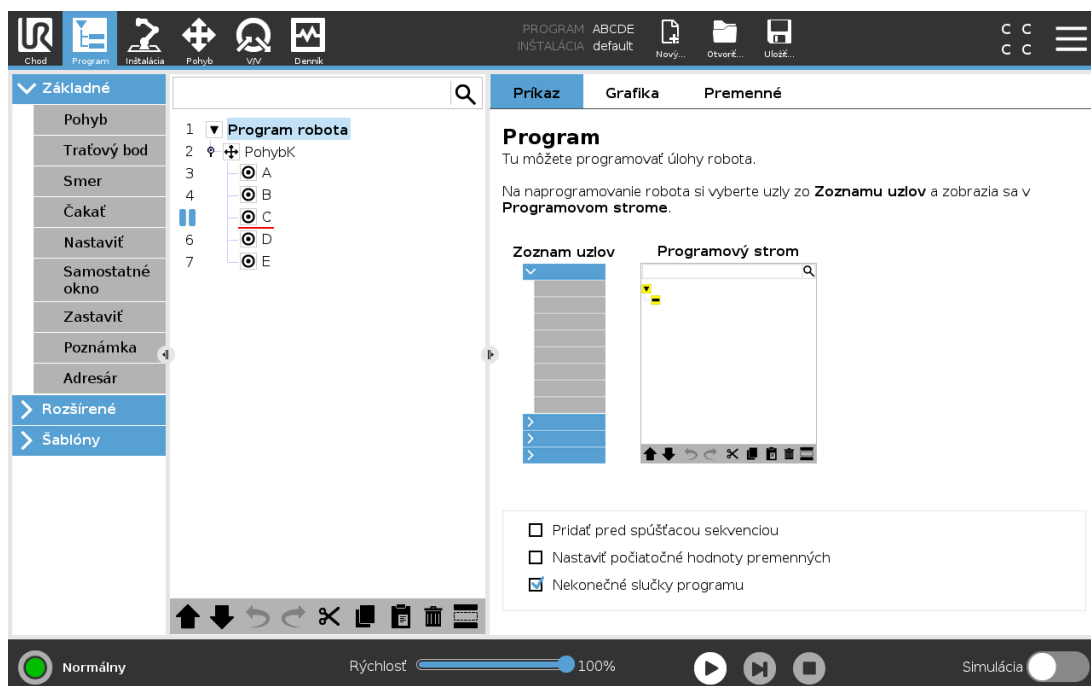 PROGRAM ABCDE
INŠTALÁCIA default
C C
C C
Chod
Program
Inštalácia
Pohyb
V/V
Denník
Nový...
Otvoriť...
Uložiť...
Základné
Pohyb
Traťový bod
Smer
Čakať
Nastaviť
Samostatné
okno
Zastaviť
Poznámka
Adresár
Rozšírené
Šablóny
1 Program robota
2 PohybK
3 A
4 B
C
6 D
7 E
Príkaz Grafika Premenné
Program
Tu môžete programovať úlohy robota.
Na naprogramovanie robota si vyberte uzly zo Zoznamu uzlov a zobrazia sa v
Programovom strome.
Zoznam uzlov Programový strom
Pridať pred spúšťacou sekvenciou
Nastaviť počiatočné hodnoty premenných
Nekonečné slučky programu
Normálny
Rýchlosť 100%
Simulácia